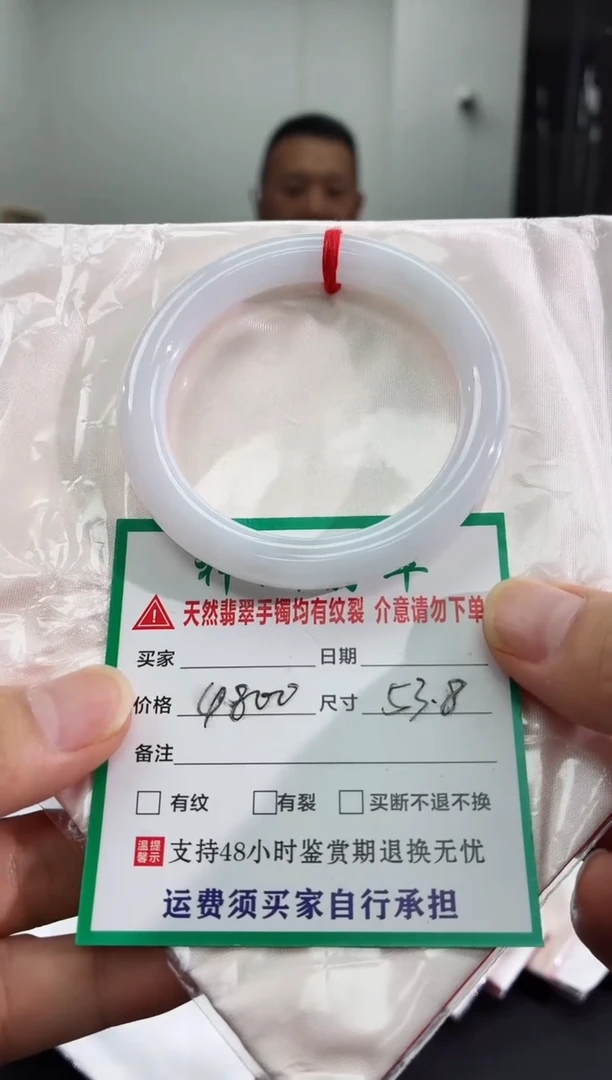 天然翡翠手镯均有纹裂 介意请勿下单
买家 日期
价格 4800 尺寸 53.8
备注
有纹 有裂 买断不退不换
温馨提示 支持48小时鉴赏期退换无忧
运费须买家自行承担